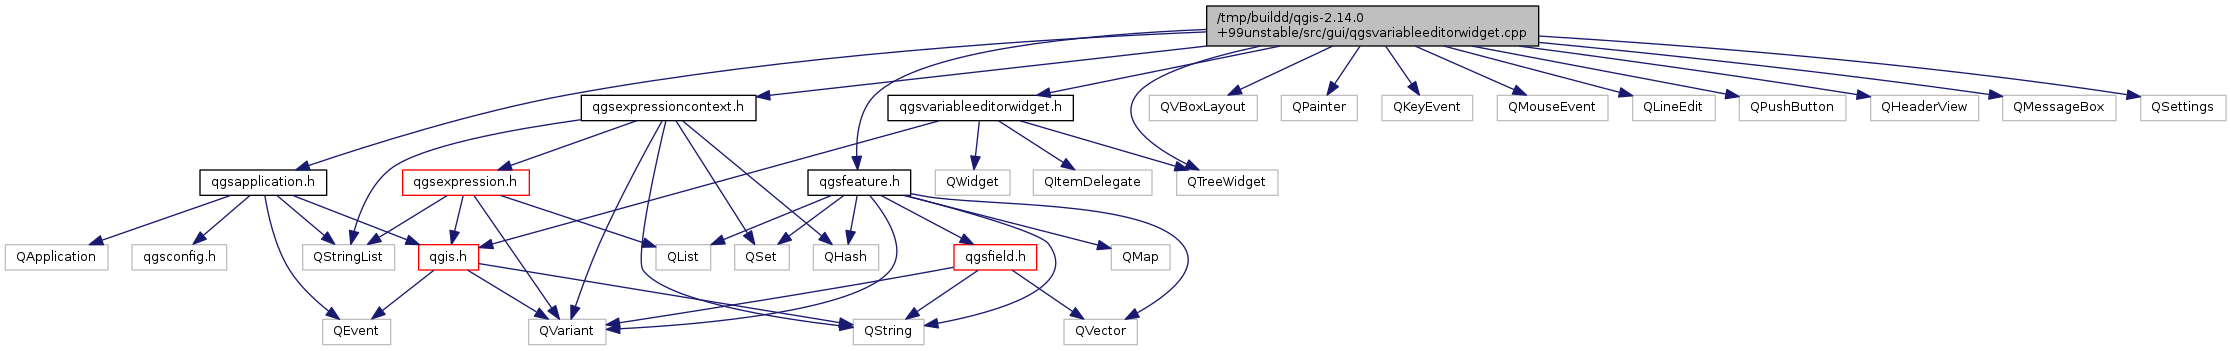 /tmp/buildd/qgis-2.14.0
+99unstable/src/gui/qgsvariableeditorwidget.cpp
qgsexpressioncontext.h
qgsvariableeditorwidget.h
QVBoxLayout
QPainter
QKeyEvent
QMouseEvent
QLineEdit
QPushButton
QHeaderView
QMessageBox
QSettings
qgsapplication.h
qgsexpression.h
qgsfeature.h
QWidget
QItemDelegate
QTreeWidget
QApplication
qgsconfig.h
QStringList
qgis.h
QList
QSet
QHash
qgsfield.h
QMap
QEvent
QVariant
QString
QVector